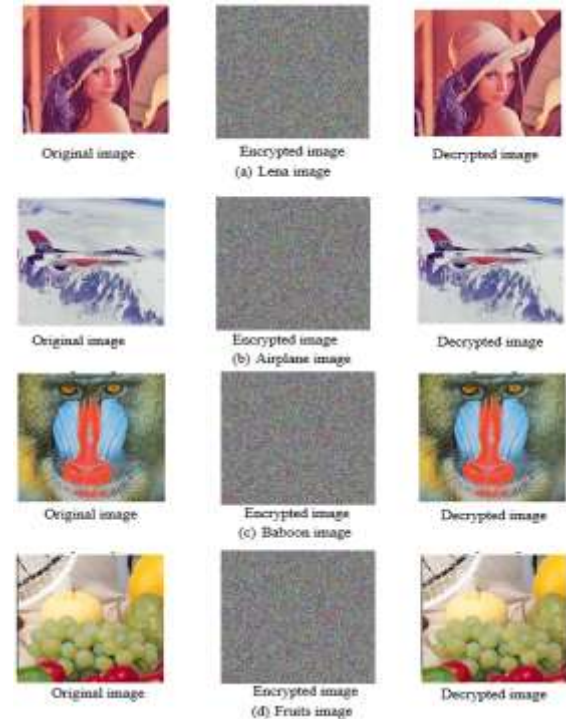 Original image Encrypted image Decrypted image
(a) Lena image
Original image Encrypted image Decrypted image
(b) Airplane image
Original image Encrypted image Decrypted image
(c) Baboon image
Original image Encrypted image Decrypted image
(d) Fruits image